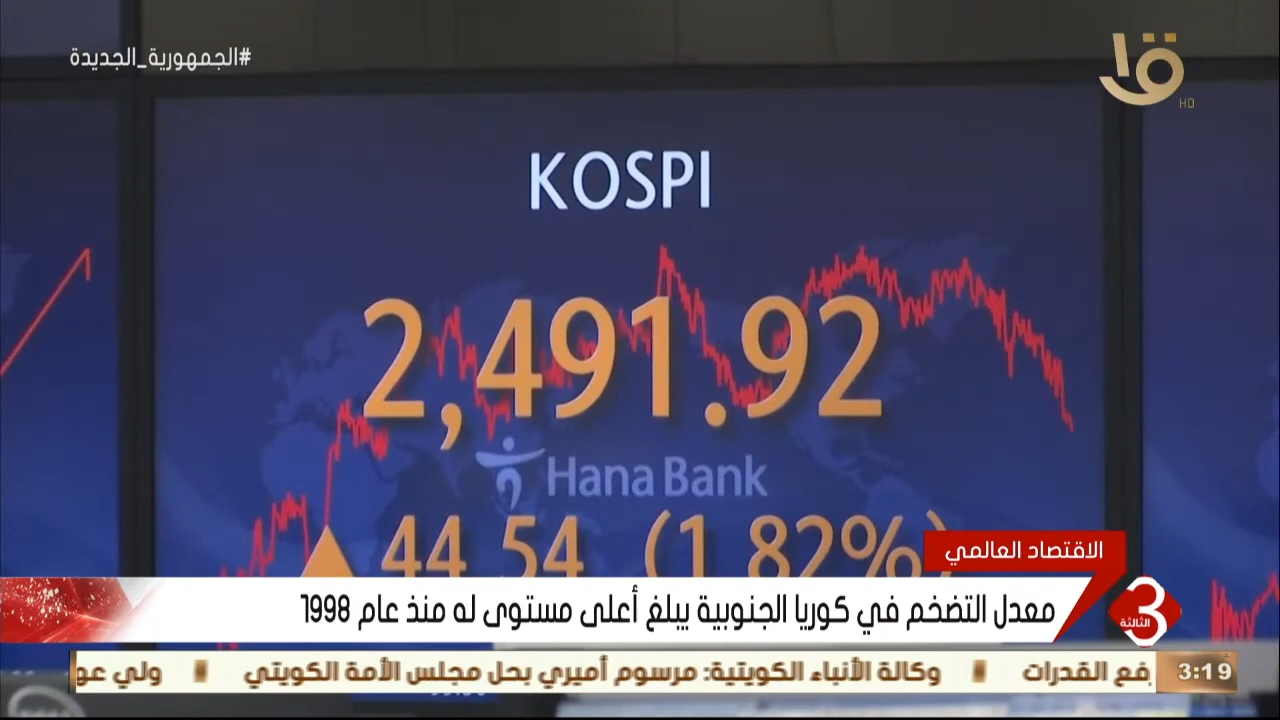 #الجمهورية_الجديدة
HD
KOSPI
2,491.92
Hana Bank
44.54 (1.82%)
الاقتصاد العالمي
معدل التضخم في كوريا الجنوبية يبلغ أعلى مستوى له منذ عام 1998
3
الثالثة
3:19 فع القدرات وكالة الأنباء الكويتية: مرسوم أميري بحل مجلس الأمة الكويتي ولي عو